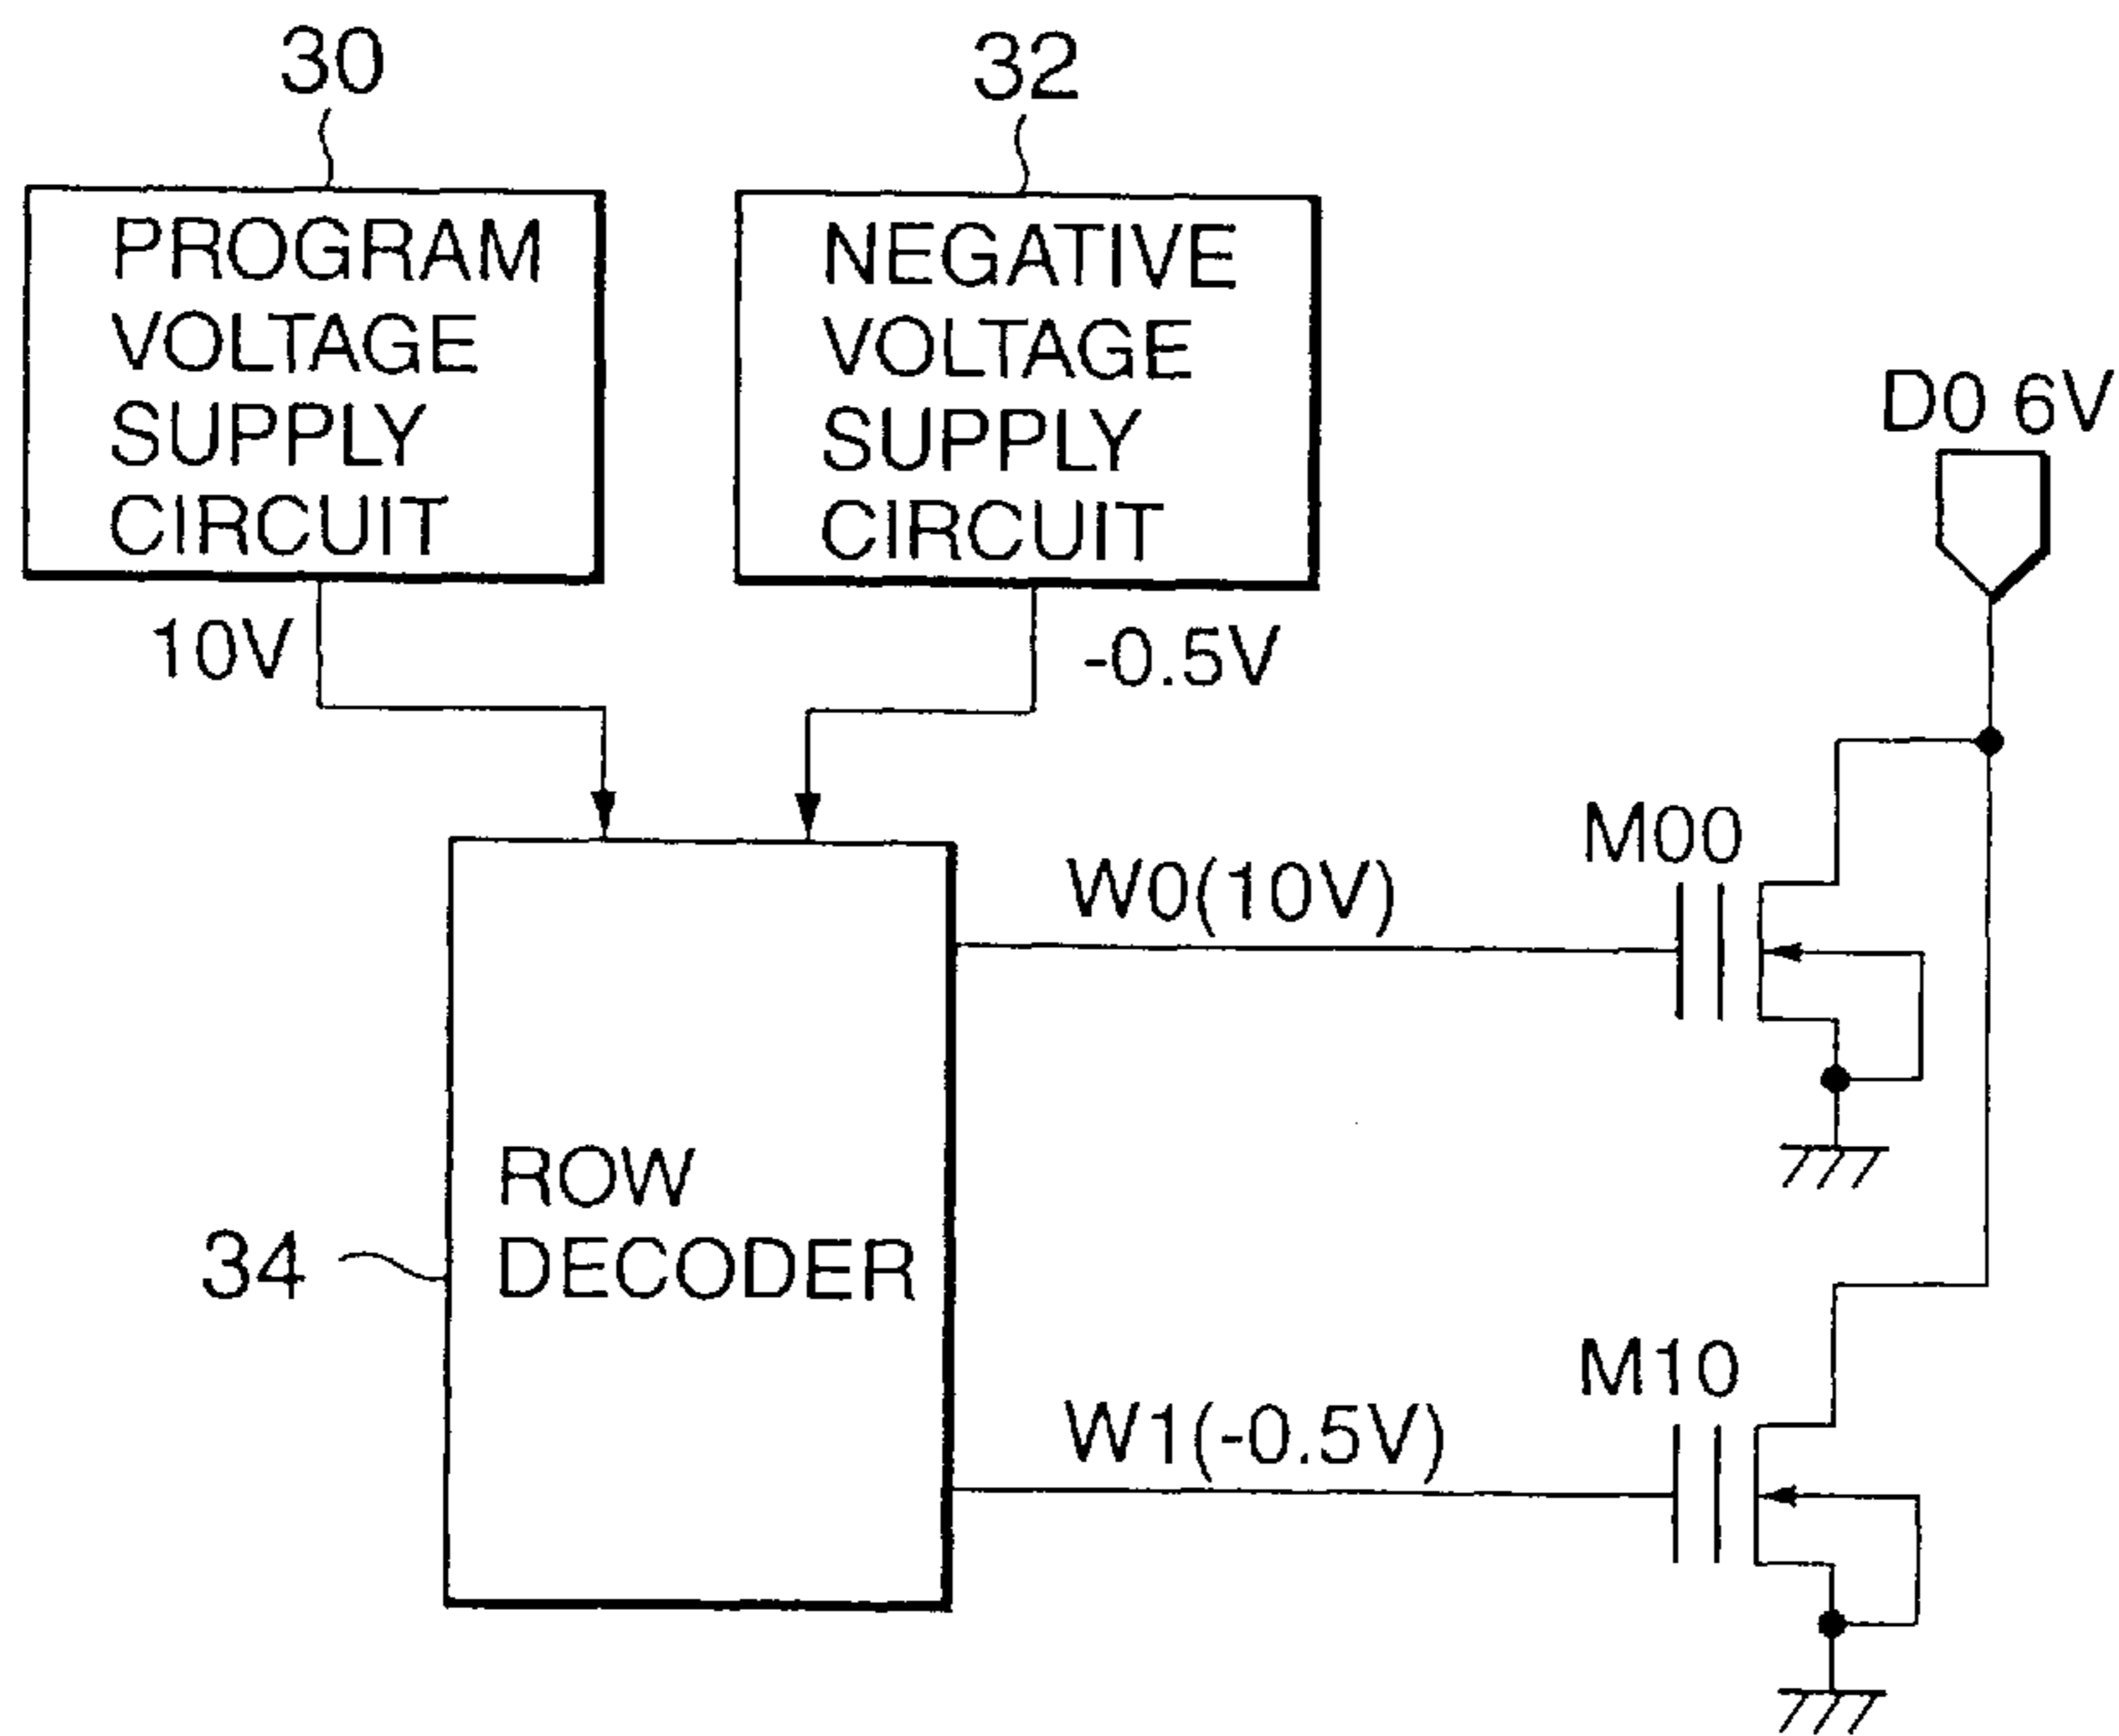 30
32
PROGRAM
VOLTAGE
SUPPLY
CIRCUIT
NEGATIVE
VOLTAGE
SUPPLY
CIRCUIT
D0 6V
10V
-0.5V
M00
W0(10V)
ROW
DECODER
34
M10
W1(-0.5V)